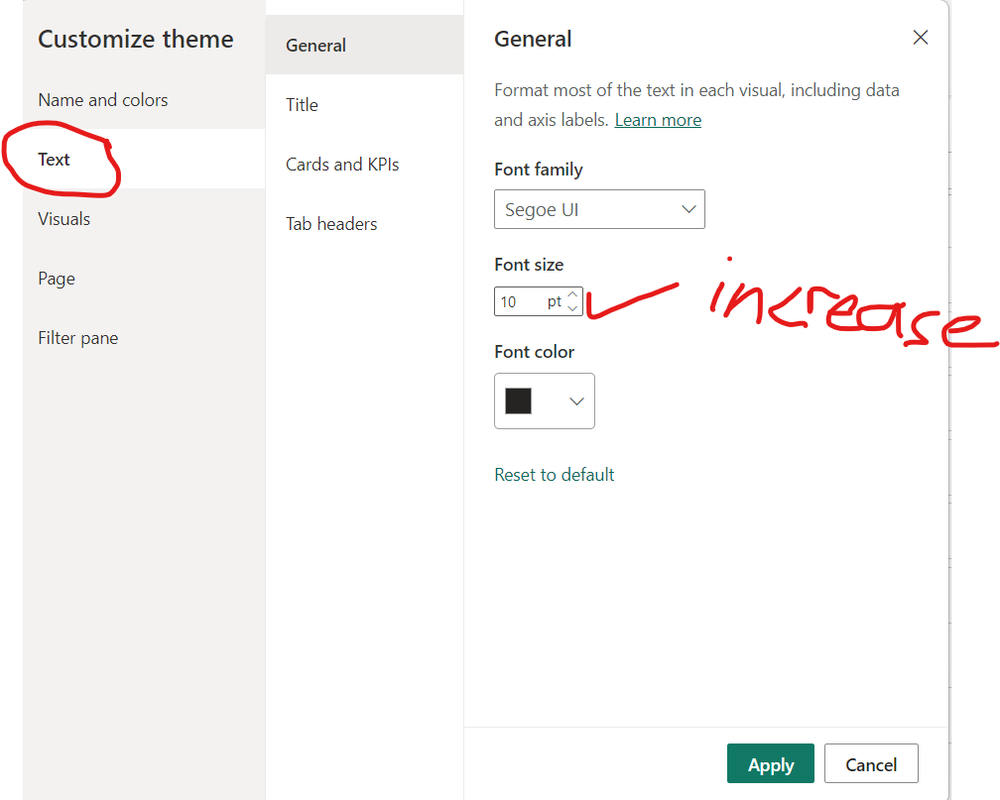 Customize theme
Name and colors
Text
Visuals
Page
Filter pane
General
Title
Cards and KPIs
Tab headers
General
Format most of the text in each visual, including data
and axis labels. Learn more
Font family
Segoe UI
Font size
10 pt
increase
Font color
Reset to default
Apply Cancel